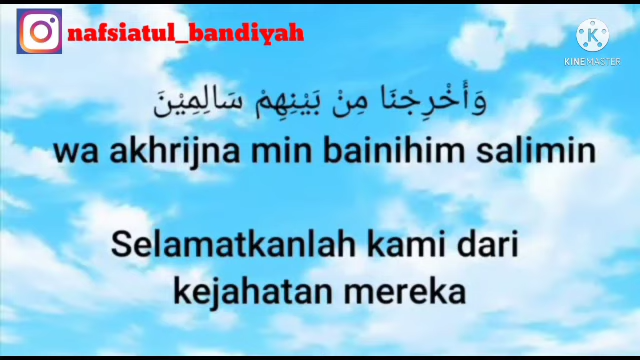 nafsiatul_bandiyah
KINEMASTER
وَأَخْرِجْنَا مِنْ بَيْنِهِمْ سَالِمِيْنَ
wa akhrijna min bainihim salimin
Selamatkanlah kami dari
kejahatan mereka